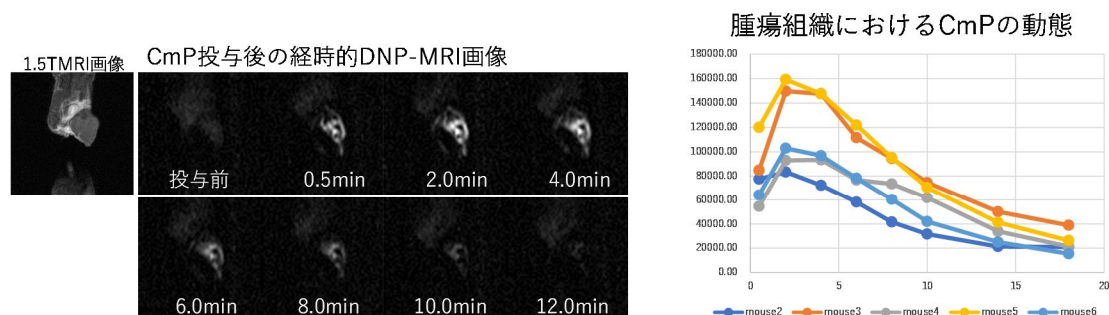 1.5TMRI画像
CmP投与後の経時的DNP-MRI画像
投与前
0.5min
2.0min
4.0min
6.0min
8.0min
10.0min
12.0min
腫瘍組織におけるCmPの動態
180000.00
160000.00
140000.00
120000.00
100000.00
80000.00
60000.00
40000.00
20000.00
0.00
0
5
10
15
20
mouse2
mouse3
mouse4
mouse5
mouse6